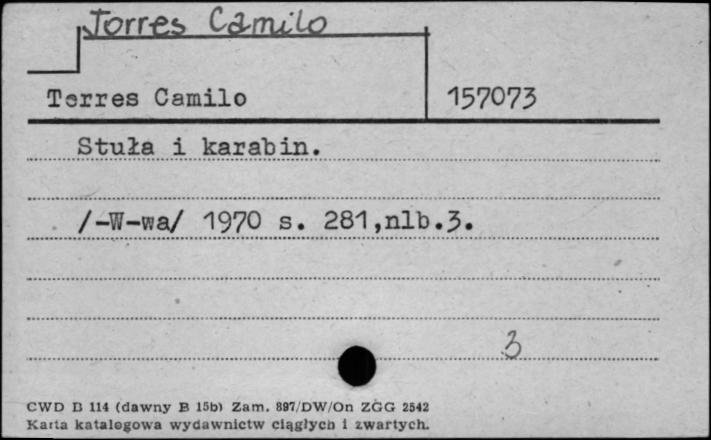 Torres Camilo
Torres Camilo 157073
Stuła i karabin.
/-W-wa/ 1970 s. 281,nlb.3.
3
CWD B 114 (dawny B 15b) Zam. 897/DW/On ZGG 2542
Karta katalogowa wydawnictw ciągłych i zwartych.